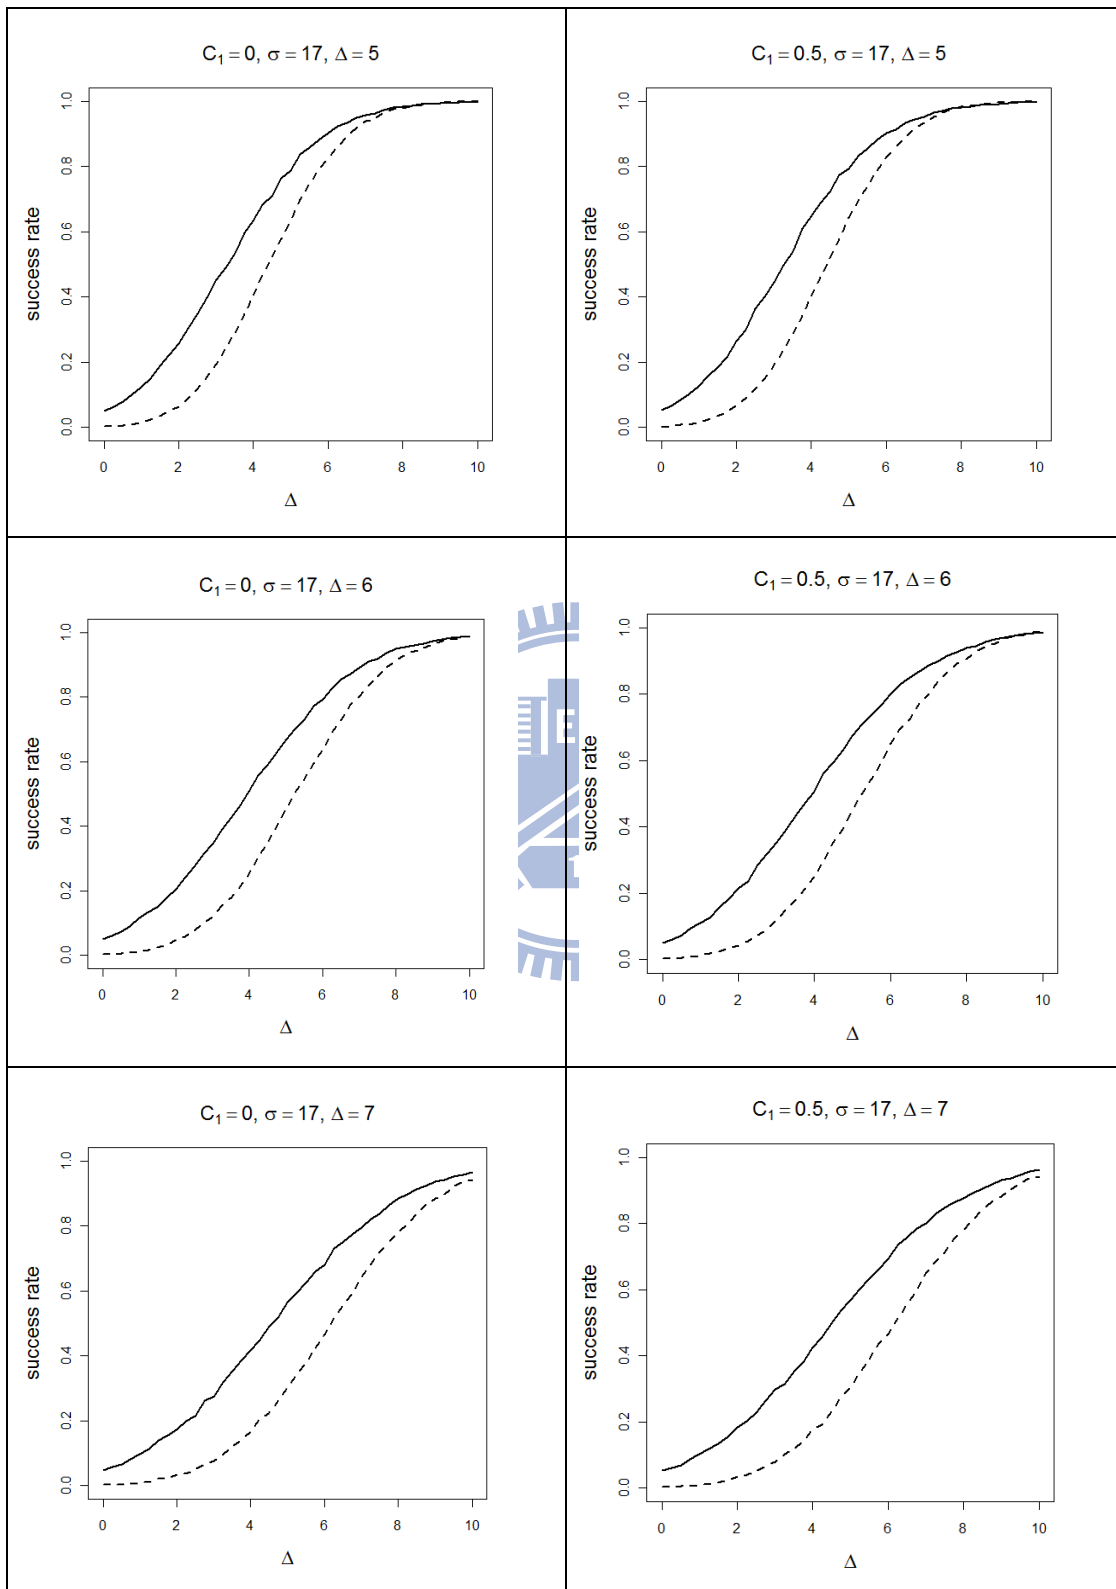 C₁ = 0, σ = 17, Δ = 5
success rate
0.0 0.2 0.4 0.6 0.8 1.0
0 2 4 6 8 10
Δ
C₁ = 0.5, σ = 17, Δ = 5
success rate
0.0 0.2 0.4 0.6 0.8 1.0
0 2 4 6 8 10
Δ
C₁ = 0, σ = 17, Δ = 6
success rate
0.0 0.2 0.4 0.6 0.8 1.0
0 2 4 6 8 10
Δ
C₁ = 0.5, σ = 17, Δ = 6
success rate
0.0 0.2 0.4 0.6 0.8 1.0
0 2 4 6 8 10
Δ
C₁ = 0, σ = 17, Δ = 7
success rate
0.0 0.2 0.4 0.6 0.8 1.0
0 2 4 6 8 10
Δ
C₁ = 0.5, σ = 17, Δ = 7
success rate
0.0 0.2 0.4 0.6 0.8 1.0
0 2 4 6 8 10
Δ